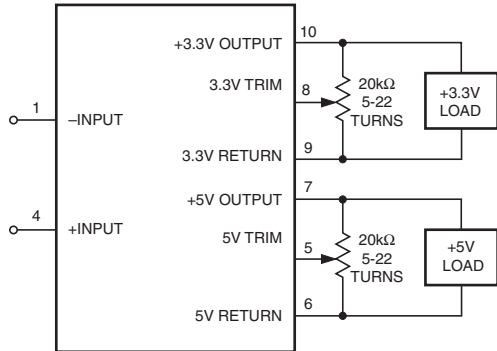 +3.3V OUTPUT
10
3.3V TRIM
8
20kΩ
5-22
TURNS
+3.3V
LOAD
1
–INPUT
3.3V RETURN
9
+5V OUTPUT
7
4
+INPUT
5V TRIM
5
20kΩ
5-22
TURNS
+5V
LOAD
5V RETURN
6